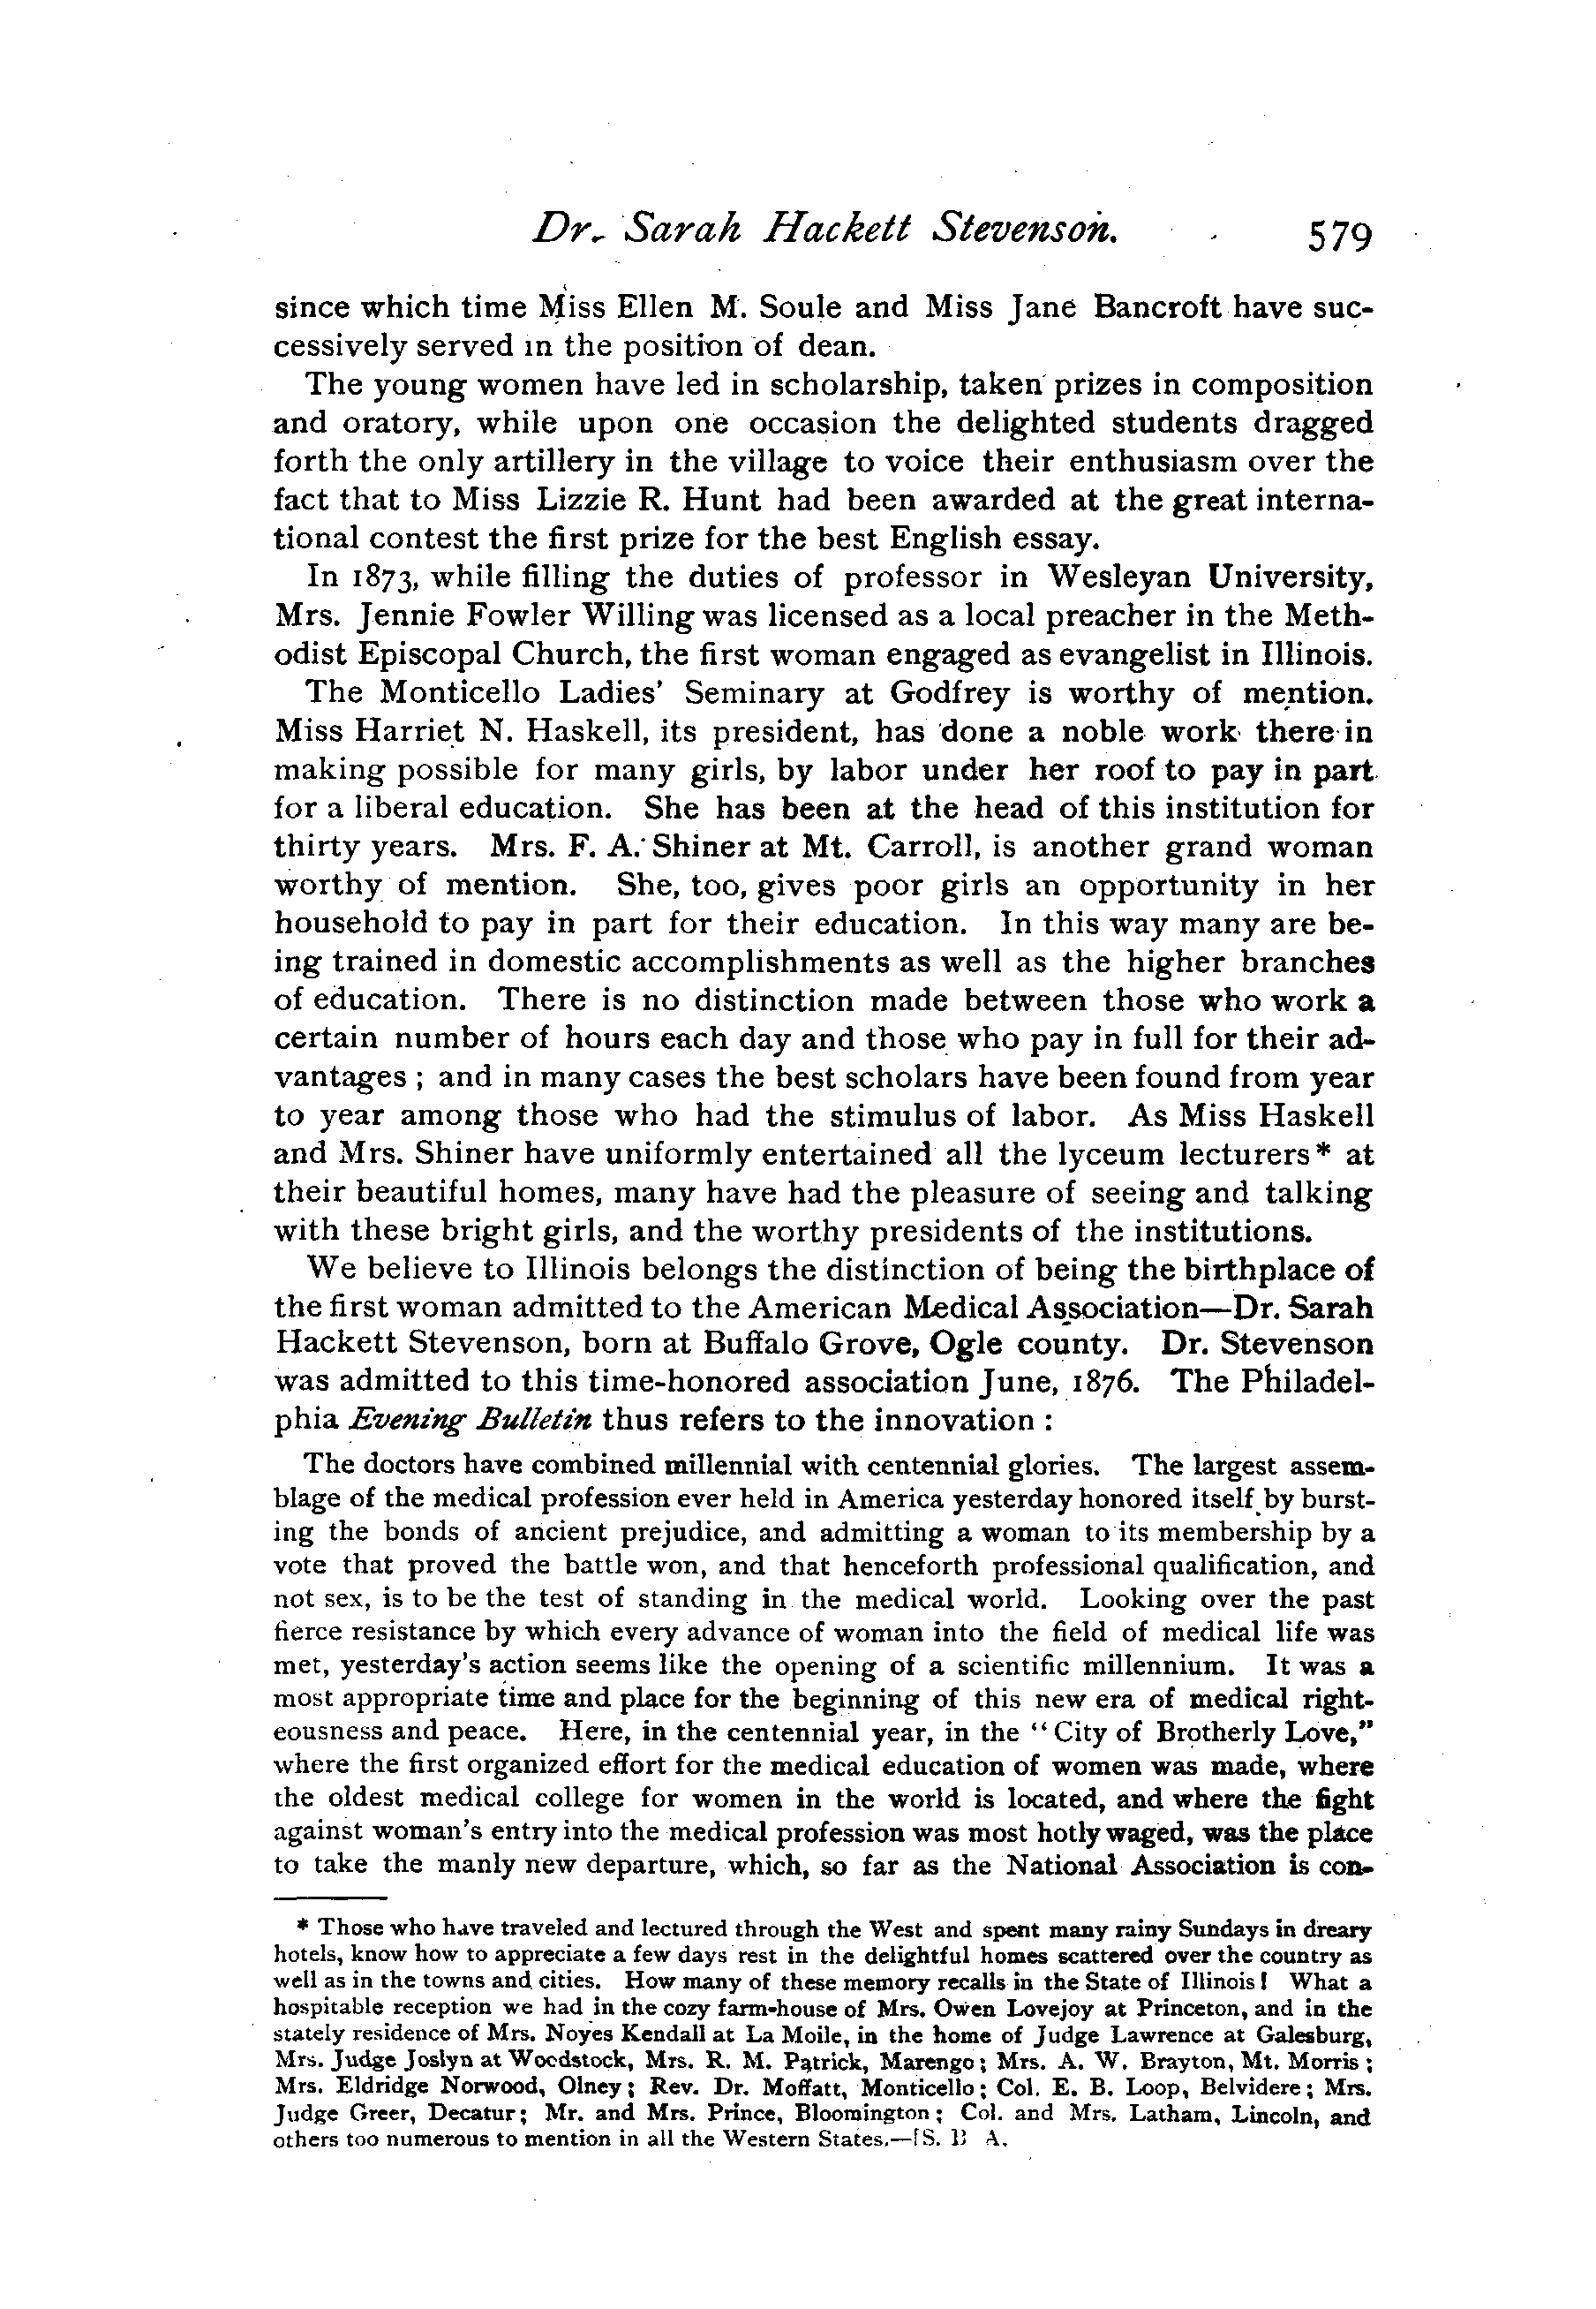 Dr. Sarah Hackett Stevenson. 579
since which time Miss Ellen M. Soule and Miss Jane Bancroft have suc-
cessively served in the position of dean.
The young women have led in scholarship, taken prizes in composition
and oratory, while upon one occasion the delighted students dragged
forth the only artillery in the village to voice their enthusiasm over the
fact that to Miss Lizzie R. Hunt had been awarded at the great interna-
tional contest the first prize for the best English essay.
In 1873, while filling the duties of professor in Wesleyan University,
Mrs. Jennie Fowler Willing was licensed as a local preacher in the Meth-
odist Episcopal Church, the first woman engaged as evangelist in Illinois.
The Monticello Ladies' Seminary at Godfrey is worthy of mention.
Miss Harriet N. Haskell, its president, has done a noble work there in
making possible for many girls, by labor under her roof to pay in part
for a liberal education. She has been at the head of this institution for
thirty years. Mrs. F. A. Shiner at Mt. Carroll, is another grand woman
worthy of mention. She, too, gives poor girls an opportunity in her
household to pay in part for their education. In this way many are be-
ing trained in domestic accomplishments as well as the higher branches
of education. There is no distinction made between those who work a
certain number of hours each day and those who pay in full for their ad-
vantages ; and in many cases the best scholars have been found from year
to year among those who had the stimulus of labor. As Miss Haskell
and Mrs. Shiner have uniformly entertained all the lyceum lecturers* at
their beautiful homes, many have had the pleasure of seeing and talking
with these bright girls, and the worthy presidents of the institutions.
We believe to Illinois belongs the distinction of being the birthplace of
the first woman admitted to the American Medical Association—Dr. Sarah
Hackett Stevenson, born at Buffalo Grove, Ogle county. Dr. Stevenson
was admitted to this time-honored association June, 1876. The Philadel-
phia Evening Bulletin thus refers to the innovation :
The doctors have combined millennial with centennial glories. The largest assem-
blage of the medical profession ever held in America yesterday honored itself by burst-
ing the bonds of ancient prejudice, and admitting a woman to its membership by a
vote that proved the battle won, and that henceforth professional qualification, and
not sex, is to be the test of standing in the medical world. Looking over the past
fierce resistance by which every advance of woman into the field of medical life was
met, yesterday's action seems like the opening of a scientific millennium. It was a
most appropriate time and place for the beginning of this new era of medical right-
eousness and peace. Here, in the centennial year, in the "City of Brotherly Love,"
where the first organized effort for the medical education of women was made, where
the oldest medical college for women in the world is located, and where the fight
against woman's entry into the medical profession was most hotly waged, was the place
to take the manly new departure, which, so far as the National Association is con-
* Those who have traveled and lectured through the West and spent many rainy Sundays in dreary
hotels, know how to appreciate a few days rest in the delightful homes scattered over the country as
well as in the towns and cities. How many of these memory recalls in the State of Illinois! What a
hospitable reception we had in the cozy farm-house of Mrs. Owen Lovejoy at Princeton, and in the
stately residence of Mrs. Noyes Kendall at La Moile, in the home of Judge Lawrence at Galesburg,
Mrs. Judge Joslyn at Woodstock, Mrs. R. M. Patrick, Marengo; Mrs. A. W. Brayton, Mt. Morris ;
Mrs. Eldridge Norwood, Olney; Rev. Dr. Moffatt, Monticello; Col. E. B. Loop, Belvidere; Mrs.
Judge Greer, Decatur; Mr. and Mrs. Prince, Bloomington; Col. and Mrs. Latham, Lincoln, and
others too numerous to mention in all the Western States.—[S. B A.